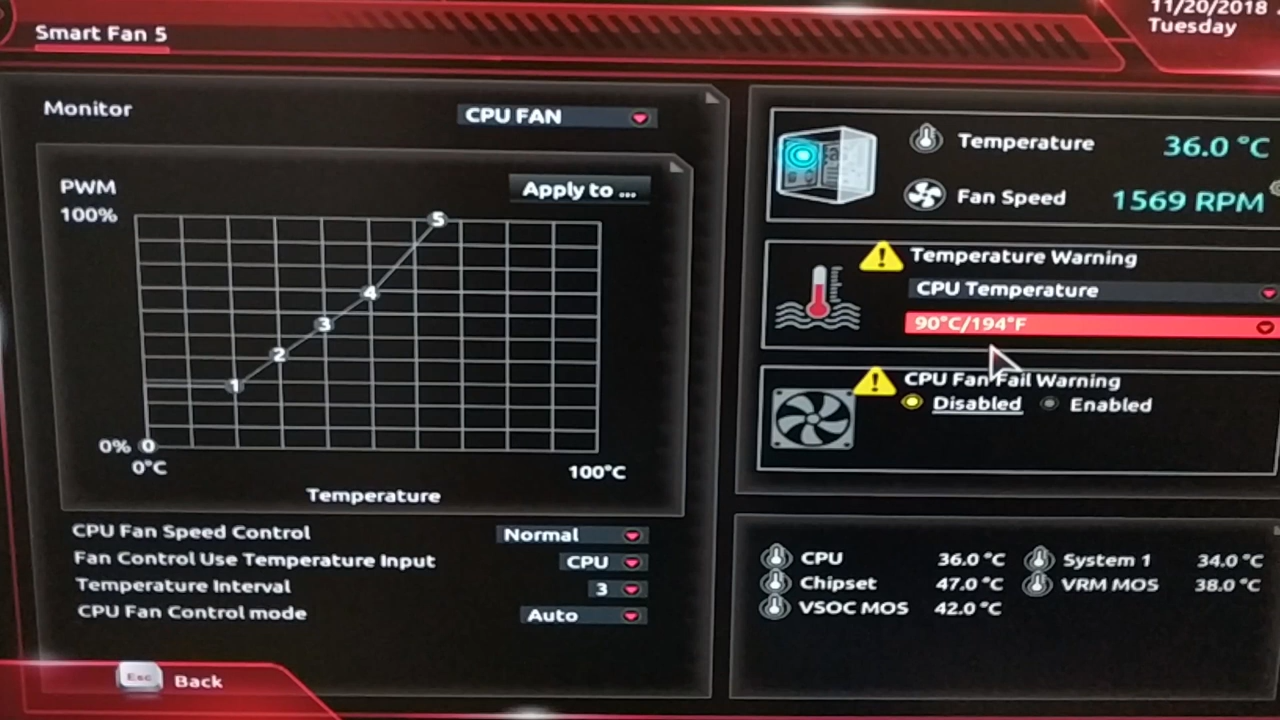 Smart Fan 5
11/20/2018
Tuesday
Monitor
CPU FAN
PWM
100%
Apply to ...
5
4
3
2
1
0% 0
0°C
100°C
Temperature
CPU Fan Speed Control Normal
Fan Control Use Temperature Input CPU
Temperature Interval 3
CPU Fan Control mode Auto
Esc Back
Temperature 36.0 °C
Fan Speed 1569 RPM
Temperature Warning
CPU Temperature
90°C/194°F
CPU Fan Fail Warning
Disabled Enabled
CPU 36.0 °C System 1 34.0 °C
Chipset 47.0 °C VRM MOS 38.0 °C
VSOC MOS 42.0 °C